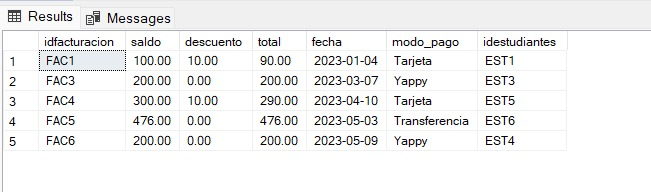 Results Messages
idfacturacion saldo descuento total fecha modo_pago idestudiantes
1 FAC1 100.00 10.00 90.00 2023-01-04 Tarjeta EST1
2 FAC3 200.00 0.00 200.00 2023-03-07 Yappy EST3
3 FAC4 300.00 10.00 290.00 2023-04-10 Tarjeta EST5
4 FAC5 476.00 0.00 476.00 2023-05-03 Transferencia EST6
5 FAC6 200.00 0.00 200.00 2023-05-09 Yappy EST4